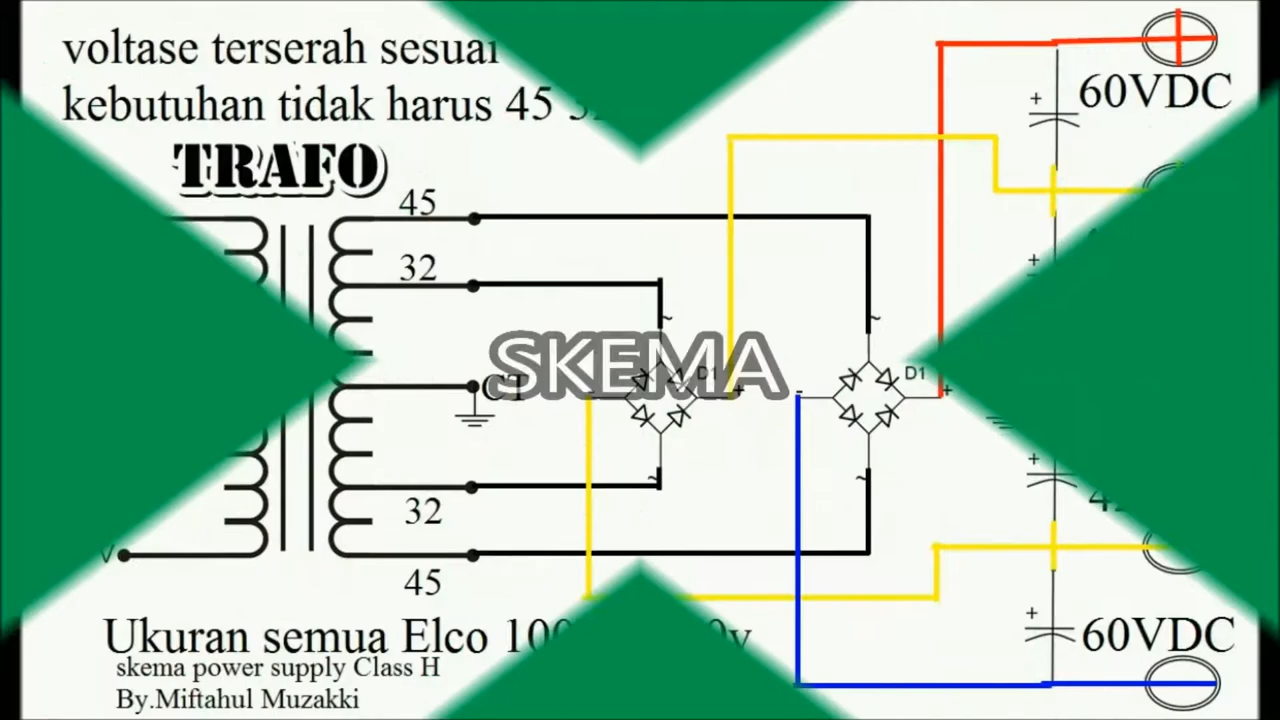 voltase terserah sesuai
kebutuhan tidak harus 45
60VDC
TRAFO
45
32
SKEMA
D1
D1
CT
32
45
Ukuran semua Elco
60VDC
skema power supply Class H
By.Miftahul Muzakki